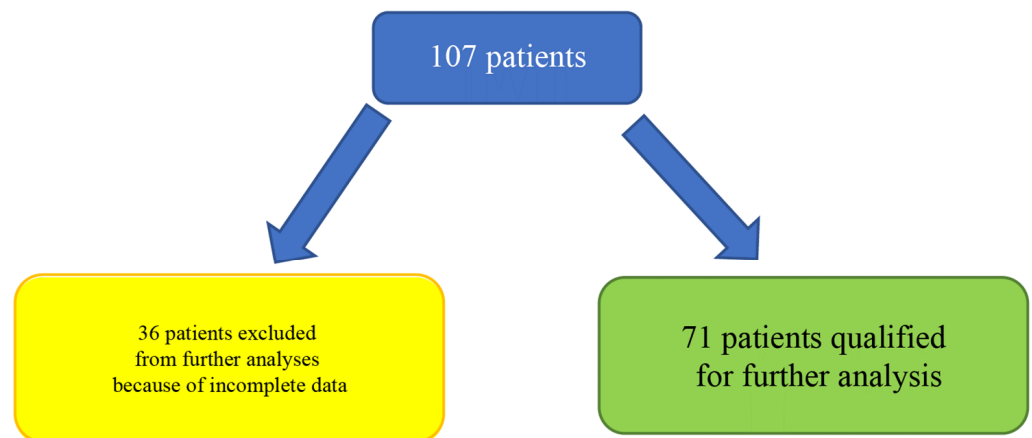 107 patients
36 patients excluded
from further analyses
because of incomplete data
71 patients qualified
for further analysis